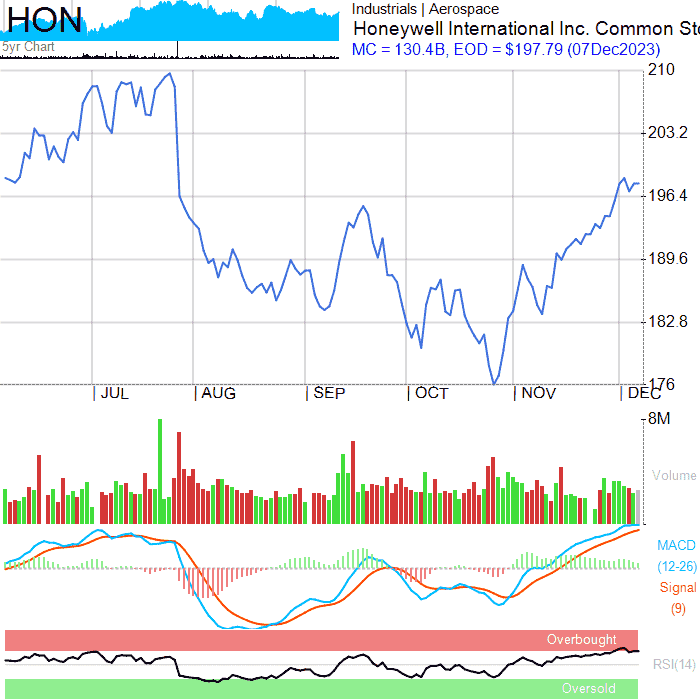 HON
5yr Chart
Industrials | Aerospace
Honeywell International Inc. Common Sto
MC = 130.4B, EOD = $197.79 (07Dec2023)
210
203.2
196.4
189.6
182.8
176
JUL AUG SEP OCT NOV DEC
8M
Volume
MACD
(12-26)
Signal
(9)
Overbought
RSI(14)
Oversold